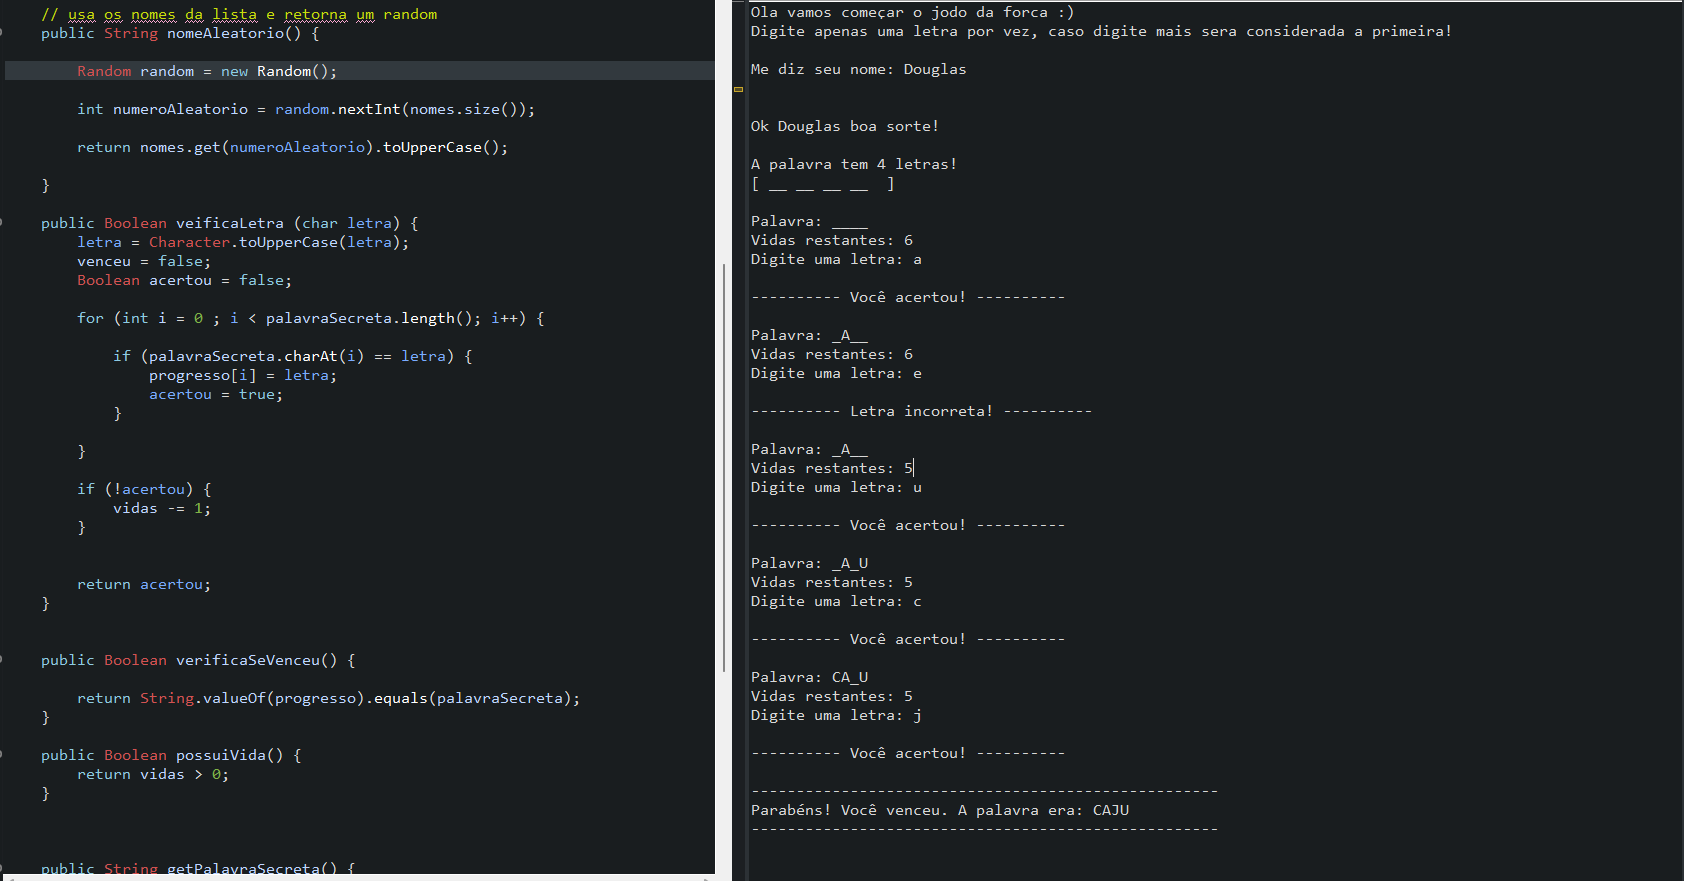 // usa os nomes da lista e retorna um random
public String nomeAleatorio() {
Random random = new Random();
int numeroAleatorio = random.nextInt(nomes.size());
return nomes.get(numeroAleatorio).toUpperCase();
}
public Boolean veificaLetra (char letra) {
letra = Character.toUpperCase(letra);
venceu = false;
Boolean acertou = false;
for (int i = 0 ; i < palavraSecreta.length(); i++) {
if (palavraSecreta.charAt(i) == letra) {
progresso[i] = letra;
acertou = true;
}
}
if (!acertou) {
vidas -= 1;
}
return acertou;
}
public Boolean verificaSeVenceu() {
return String.valueOf(progresso).equals(palavraSecreta);
}
public Boolean possuiVida() {
return vidas > 0;
}
public String getPalavraSecreta() {
Ola vamos começar o jodo da forca :)
Digite apenas uma letra por vez, caso digite mais sera considerada a primeira!
Me diz seu nome: Douglas
Ok Douglas boa sorte!
A palavra tem 4 letras!
[ __ __ __ __  ]
Palavra: ____
Vidas restantes: 6
Digite uma letra: a
---------- Você acertou! ----------
Palavra: _A__
Vidas restantes: 6
Digite uma letra: e
---------- Letra incorreta! ----------
Palavra: _A__
Vidas restantes: 5
Digite uma letra: u
---------- Você acertou! ----------
Palavra: _A_U
Vidas restantes: 5
Digite uma letra: c
---------- Você acertou! ----------
Palavra: CA_U
Vidas restantes: 5
Digite uma letra: j
---------- Você acertou! ----------
----------------------------------------------------
Parabéns! Você venceu. A palavra era: CAJU
----------------------------------------------------